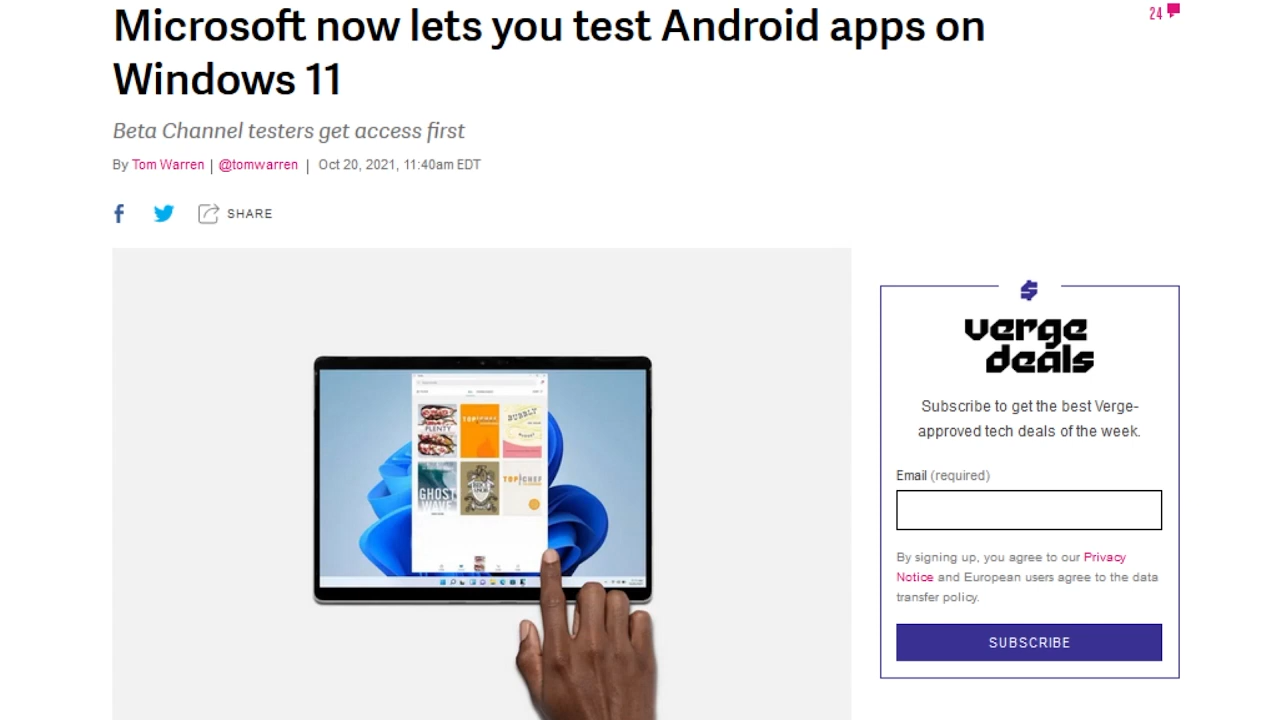 Microsoft now lets you test Android apps on
24
Windows 11
Beta Channel testers get access first
By Tom Warren | @tomwarren | Oct 20, 2021, 11:40am EDT
SHARE
verge
deals
Subscribe to get the best Verge-
approved tech deals of the week.
Email (required)
By signing up, you agree to our Privacy
Notice and European users agree to the data
transfer policy.
SUBSCRIBE
PLENTY
BUBBLY
GHOST
WAVE
TOP CHEF